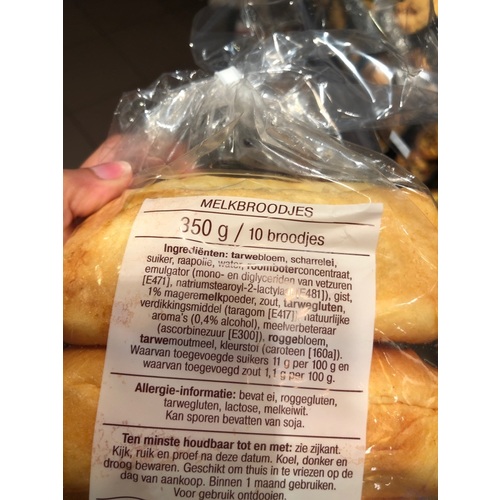 MELKBROODJES
350 g / 10 broodjes
Ingrediënten: tarwebloem, scharrelei,
suiker, raapolie, water, roomboterconcentraat,
emulgator (mono- en diglyceriden van vetzuren
[E471], natriumstearoyl-2-lactylaat [E481]), gist,
1% mageremelkpoeder, zout, tarwegluten,
verdikkingsmiddel (taragom [E417]), natuurlijke
aroma's (0,4% alcohol), meelverbeteraar
(ascorbinezuur [E300]), roggebloem,
tarwemoutmeel, kleurstof (caroteen [160a]).
Waarvan toegevoegde suikers 11 g per 100 g en
waarvan toegevoegd zout 1,1 g per 100 g.
Allergie-informatie: bevat ei, roggegluten,
tarwegluten, lactose, melkeiwit.
Kan sporen bevatten van soja.
Ten minste houdbaar tot en met: zie zijkant.
Kijk, ruik en proef na deze datum. Koel, donker en
droog bewaren. Geschikt om thuis in te vriezen op de
dag van aankoop. Binnen 1 maand gebruiken.
Voor gebruik ontdooien.